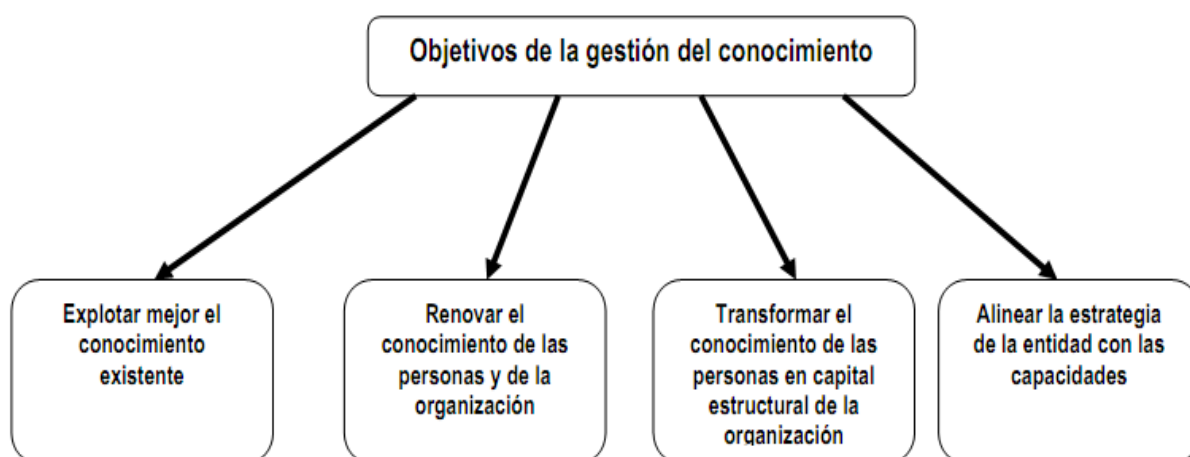 Objetivos de la gestión del conocimiento
Explotar mejor el
conocimiento
existente
Renovar el
conocimiento de las
personas y de la
organización
Transformar el
conocimiento de las
personas en capital
estructural de la
organización
Alinear la estrategia
de la entidad con las
capacidades